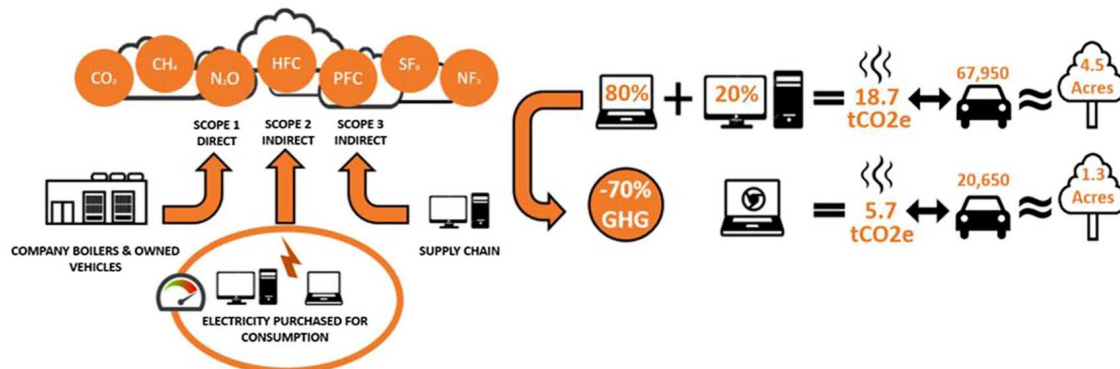 CO₂
CH₄
N₂O
HFC
PFC
SF₆
NF₃
SCOPE 1
DIRECT
SCOPE 2
INDIRECT
SCOPE 3
INDIRECT
COMPANY BOILERS & OWNED
VEHICLES
SUPPLY CHAIN
ELECTRICITY PURCHASED FOR
CONSUMPTION
80%
+
20%
=
18.7
tCO2e
67,950
≈
4.5
Acres
-70%
GHG
=
5.7
tCO2e
20,650
≈
1.3
Acres